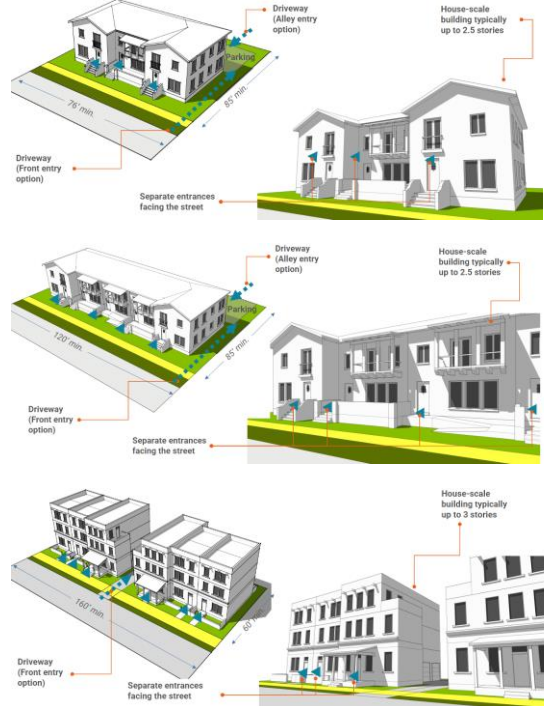 Driveway
(Alley entry
option)
Parking
76' min.
85' min.
Driveway
(Front entry
option)
House-scale
building typically
up to 2.5 stories
Separate entrances
facing the street
Driveway
(Alley entry
option)
Parking
120' min.
85' min.
Driveway
(Front entry
option)
House-scale
building typically
up to 2.5 stories
Separate entrances
facing the street
160' min.
Driveway
(Front entry
option)
House-scale
building typically
up to 3 stories
Separate entrances
facing the street